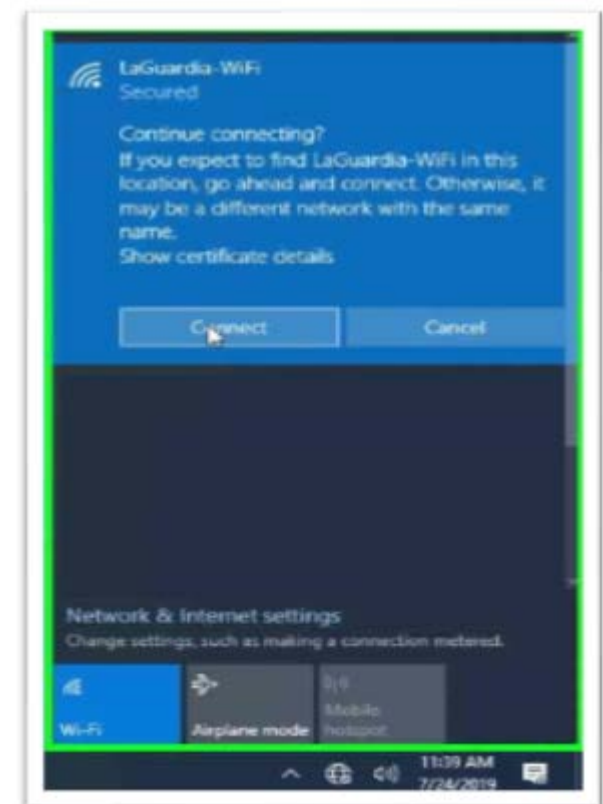 LaGuardia-WiFi
Secured
Continue connecting?
If you expect to find LaGuardia-WiFi in this
location, go ahead and connect. Otherwise, it
may be a different network with the same
name.
Show certificate details
Connect
Cancel
Network & Internet settings
Change settings, such as making a connection metered.
Wi-Fi
Airplane mode
Mobile
hotspot
11:39 AM
7/24/2019